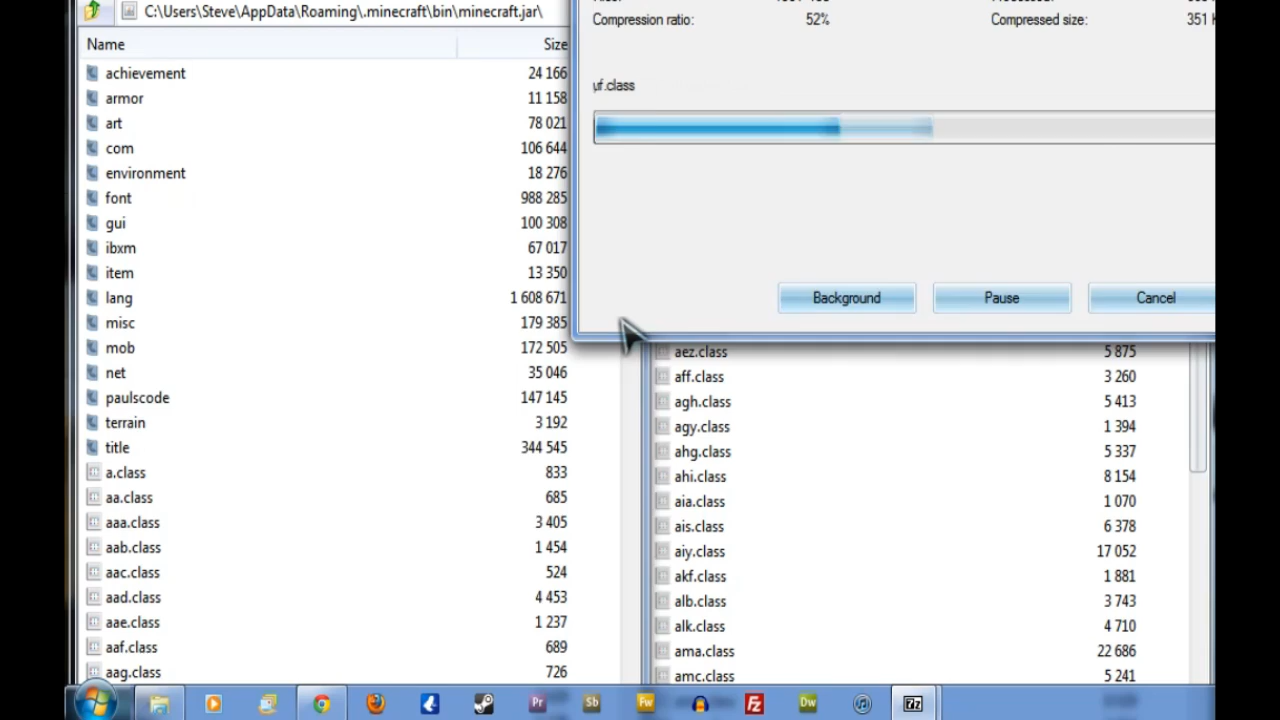 C:\Users\Steve\AppData\Roaming\.minecraft\bin\minecraft.jar\
Name Size
achievement 24 166
armor 11 158
art 78 021
com 106 644
environment 18 276
font 988 285
gui 100 308
ibxm 67 017
item 13 350
lang 1 608 671
misc 179 385
mob 172 505
net 35 046
paulscode 147 145
terrain 3 192
title 344 545
a.class 833
aa.class 685
aaa.class 3 405
aab.class 1 454
aac.class 524
aad.class 4 453
aae.class 1 237
aaf.class 689
aag.class 726
Compression ratio: 52% Compressed size: 351
.class
Background Pause Cancel
aez.class 5 875
aff.class 3 260
agh.class 5 413
agy.class 1 394
ahg.class 5 337
ahi.class 8 154
aia.class 1 070
ais.class 6 378
aiy.class 17 052
akf.class 1 881
alb.class 3 743
alk.class 4 710
ama.class 22 686
amc.class 5 241
Pr Sb Fw Fz Dw 7z